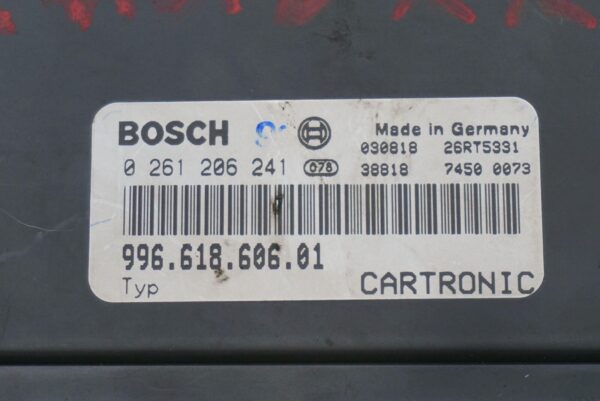 BOSCH Made in Germany
030818 26RT5331
0 261 206 241 078 38818 7450 0073
996.618.606.01
Typ CARTRONIC